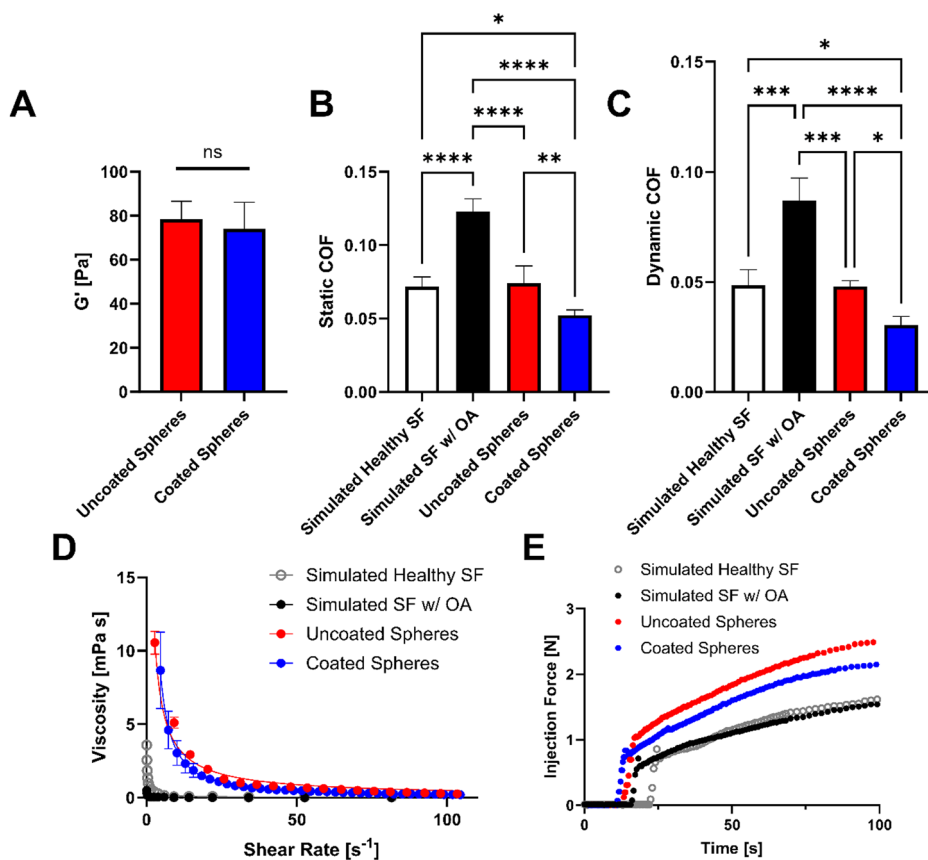 A
ns
G' [Pa]
100
80
60
40
20
0
Uncoated Spheres
Coated Spheres
B
*
****
****
****
**
Static COF
0.15
0.10
0.05
0.00
Simulated Healthy SF
Simulated SF w/ OA
Uncoated Spheres
Coated Spheres
C
*
***
****
***
*
Dynamic COF
0.15
0.10
0.05
0.00
Simulated Healthy SF
Simulated SF w/ OA
Uncoated Spheres
Coated Spheres
D
Viscosity [mPa s]
15
10
5
0
0
50
100
Shear Rate [s⁻¹]
Simulated Healthy SF
Simulated SF w/ OA
Uncoated Spheres
Coated Spheres
E
Simulated Healthy SF
Simulated SF w/ OA
Uncoated Spheres
Coated Spheres
Injection Force [N]
3
2
1
0
0
50
100
Time [s]